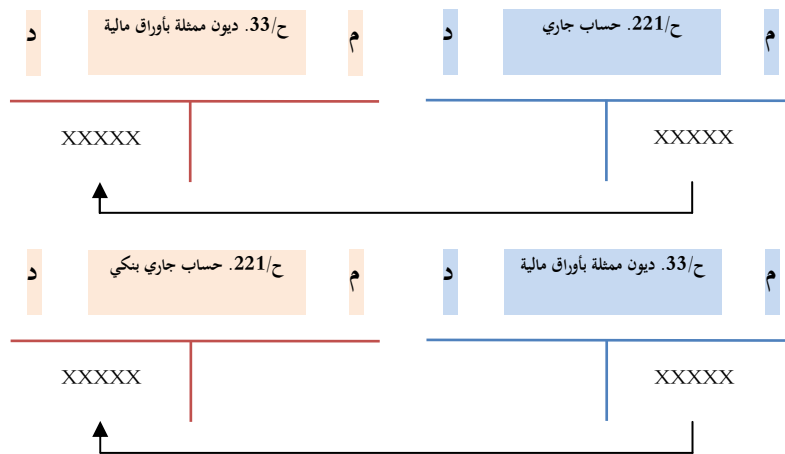 م ح/221. حساب جاري د
م ح/33. ديون ممثلة بأوراق مالية د
XXXXX
XXXXX
م ح/33. ديون ممثلة بأوراق مالية د
م ح/221. حساب جاري بنكي د
XXXXX
XXXXX